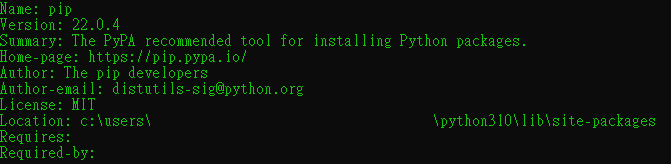 Name: pip
Version: 22.0.4
Summary: The PyPA recommended tool for installing Python packages.
Home-page: https://pip.pypa.io/
Author: The pip developers
Author-email: distutils-sig@python.org
License: MIT
Location: c:\users\ \python310\lib\site-packages
Requires:
Required-by: